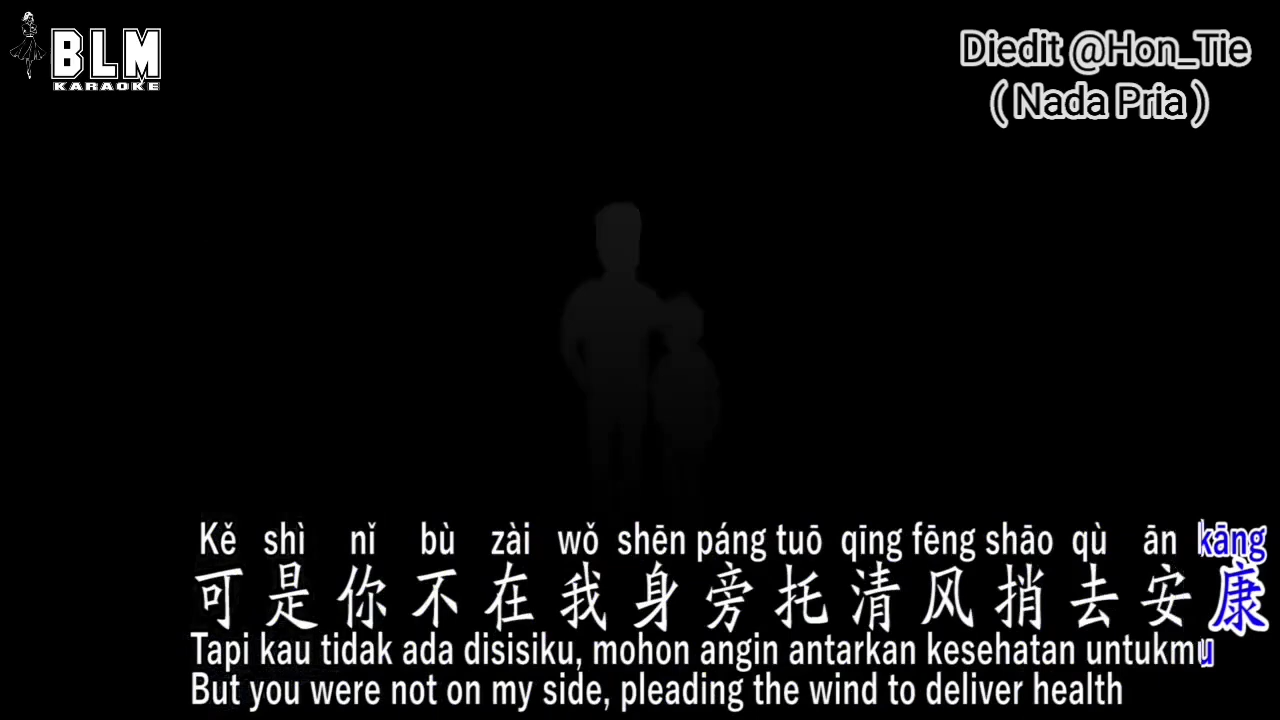 BLM
KARAOKE
Diedit @Hon_Tie
( Nada Pria )
Kě shì nǐ bù zài wǒ shēn páng tuō qīng fēng shāo qù ān kāng
可是你不在我身旁托清风捎去安康
Tapi kau tidak ada disisiku, mohon angin antarkan kesehatan untukmu
But you were not on my side, pleading the wind to deliver health